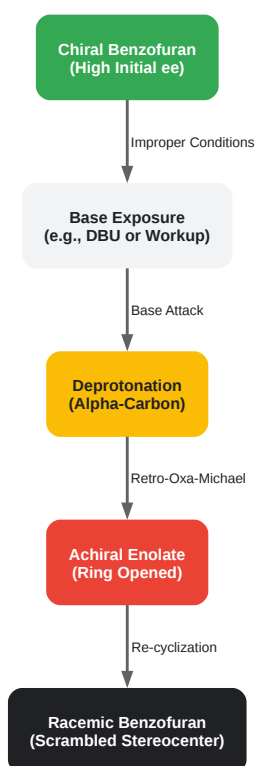 Chiral Benzofuran
(High Initial ee)
Improper Conditions
Base Exposure
(e.g., DBU or Workup)
Base Attack
Deprotonation
(Alpha-Carbon)
Retro-Oxa-Michael
Achiral Enolate
(Ring Opened)
Re-cyclization
Racemic Benzofuran
(Scrambled Stereocenter)